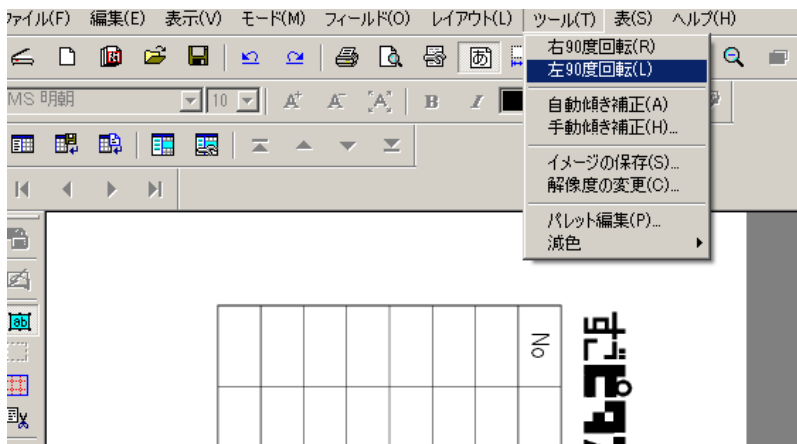 ファイル(F) 編集(E) 表示(V) モード(M) フィールド(O) レイアウト(L) ツール(T) 表(S) ヘルプ(H)
右90度回転(R)
左90度回転(L)
自動傾き補正(A)
手動傾き補正(H)...
イメージの保存(S)...
解像度の変更(C)...
パレット編集(P)...
減色
あ
MS 明朝 10 A+ A- [A] B I
ab
No